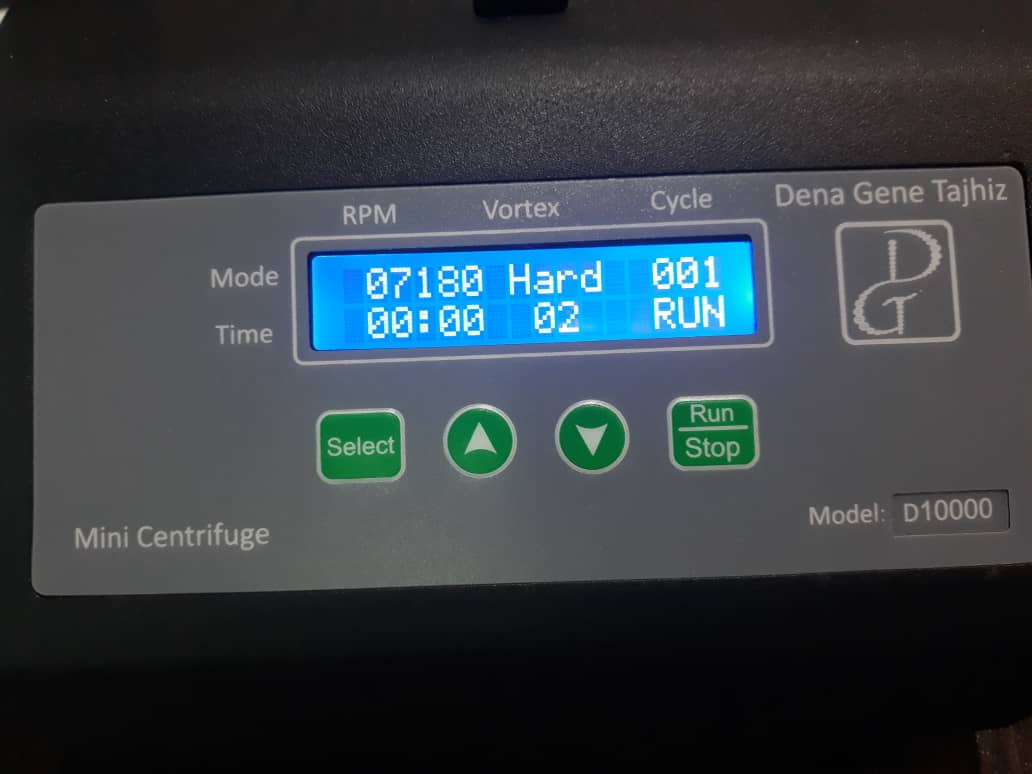 RPM Vortex Cycle
Dena Gene Tajhiz
Mode 07180 Hard 001
Time 00:00 02 RUN
DGT
Select
Run
Stop
Mini Centrifuge
Model: D10000